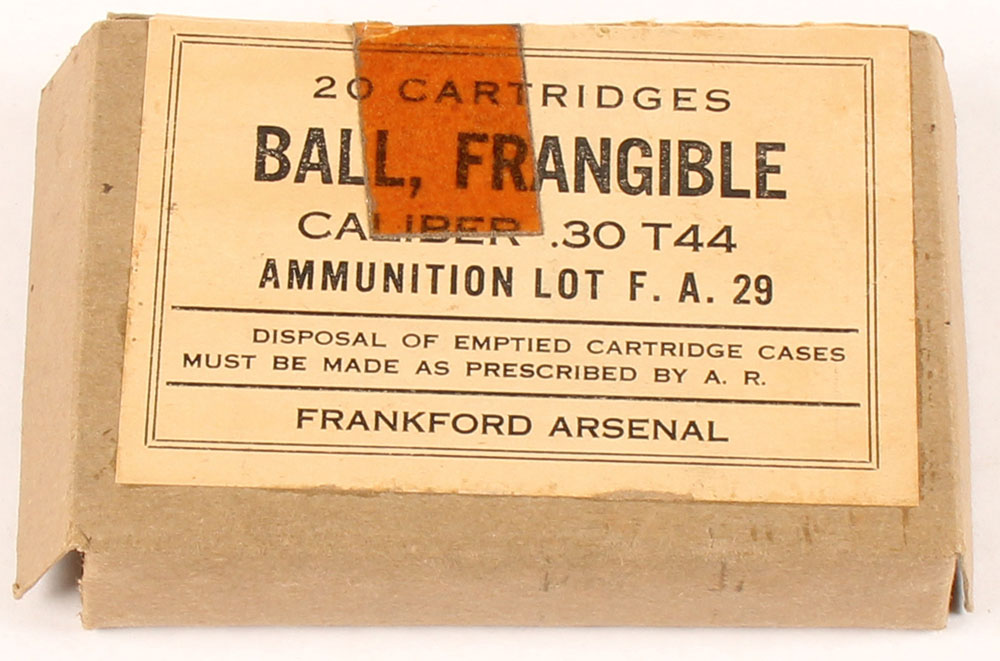 20 CARTRIDGES
BALL, FRANGIBLE
CALIBER .30 T44
AMMUNITION LOT F. A. 29
DISPOSAL OF EMPTIED CARTRIDGE CASES
MUST BE MADE AS PRESCRIBED BY A. R.
FRANKFORD ARSENAL